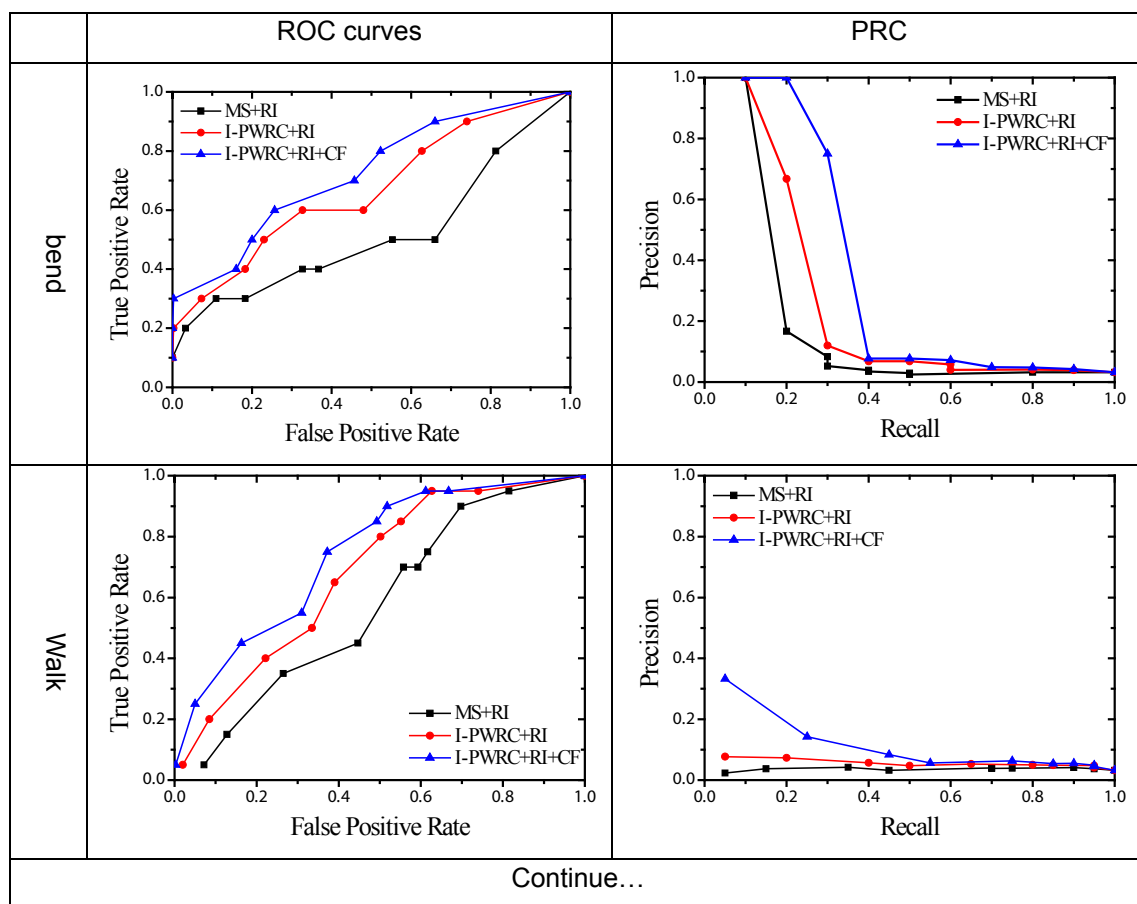 ROC curves
PRC
bend
MS+RI
I-PWRC+RI
I-PWRC+RI+CF
True Positive Rate
1.0
0.8
0.6
0.4
0.2
0.0
0.0 0.2 0.4 0.6 0.8 1.0
False Positive Rate
MS+RI
I-PWRC+RI
I-PWRC+RI+CF
Precision
1.0
0.8
0.6
0.4
0.2
0.0
0.0 0.2 0.4 0.6 0.8 1.0
Recall
Walk
True Positive Rate
1.0
0.8
0.6
0.4
0.2
0.0
MS+RI
I-PWRC+RI
I-PWRC+RI+CF
0.0 0.2 0.4 0.6 0.8 1.0
False Positive Rate
MS+RI
I-PWRC+RI
I-PWRC+RI+CF
Precision
1.0
0.8
0.6
0.4
0.2
0.0
0.0 0.2 0.4 0.6 0.8 1.0
Recall
Continue…